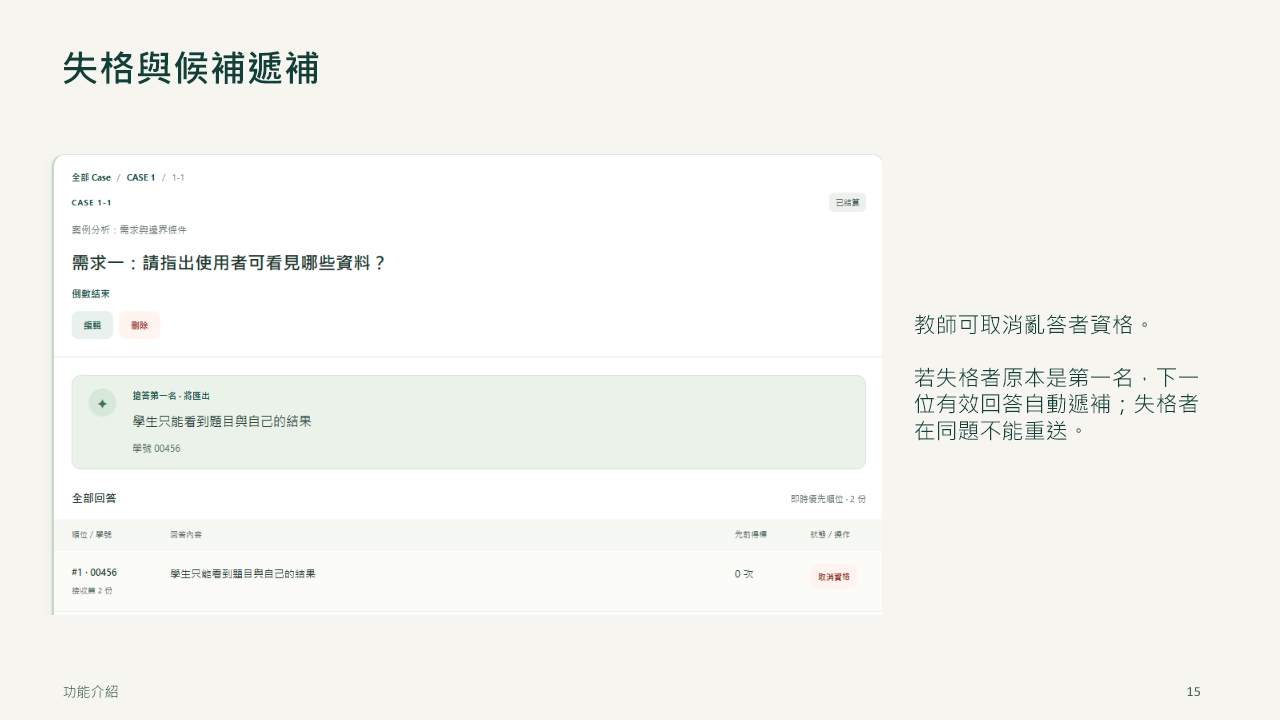 失格與候補遞補
全部 Case / CASE 1 / 1-1
CASE 1-1
已結算
案例分析：需求與邊界條件
需求一：請指出使用者可看見哪些資料？
倒數結束
編輯 刪除
搶答第一名 · 將匯出
學生只能看到題目與自己的結果
學號 00456
全部回答
即時優先順位 · 2 份
順位 / 學號 回答內容 先前得標 狀態 / 操作
#1 · 00456 學生只能看到題目與自己的結果 0 次 取消資格
接收第 2 份
教師可取消亂答者資格。
若失格者原本是第一名，下一
位有效回答自動遞補；失格者
在同題不能重送。
功能介紹
15